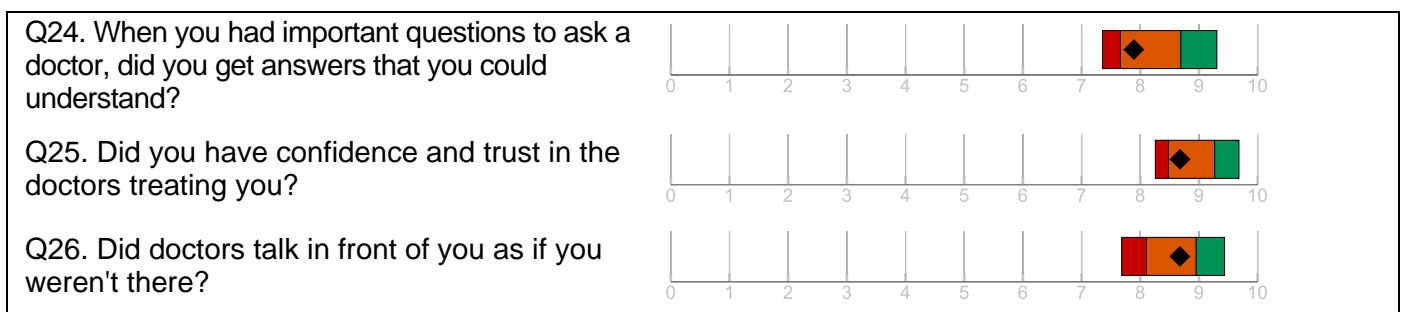 Q24. When you had important questions to ask a
doctor, did you get answers that you could
understand?
0 1 2 3 4 5 6 7 8 9 10
Q25. Did you have confidence and trust in the
doctors treating you?
0 1 2 3 4 5 6 7 8 9 10
Q26. Did doctors talk in front of you as if you
weren't there?
0 1 2 3 4 5 6 7 8 9 10